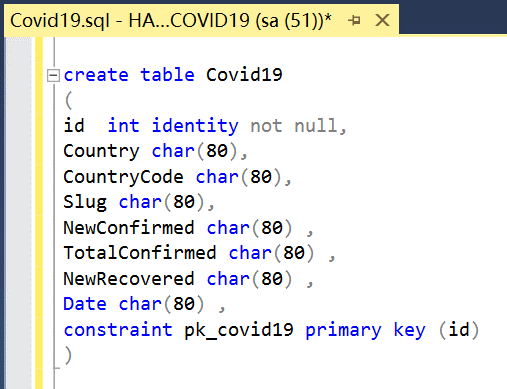 Covid19.sql - HA...COVID19 (sa (51))*
create table Covid19
(
id  int identity not null,
Country char(80),
CountryCode char(80),
Slug char(80),
NewConfirmed char(80) ,
TotalConfirmed char(80) ,
NewRecovered char(80) ,
Date char(80) ,
constraint pk_covid19 primary key (id)
)